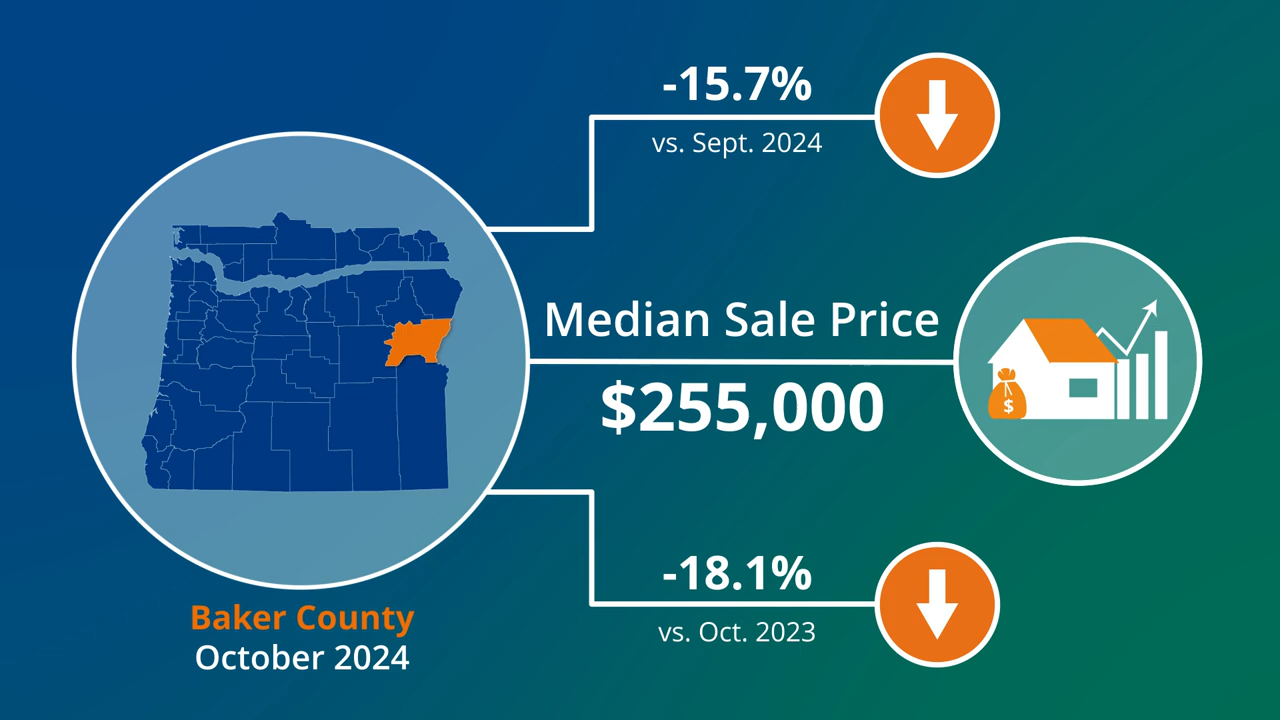 -15.7%
vs. Sept. 2024
Median Sale Price
$255,000
$
-18.1%
vs. Oct. 2023
Baker County
October 2024